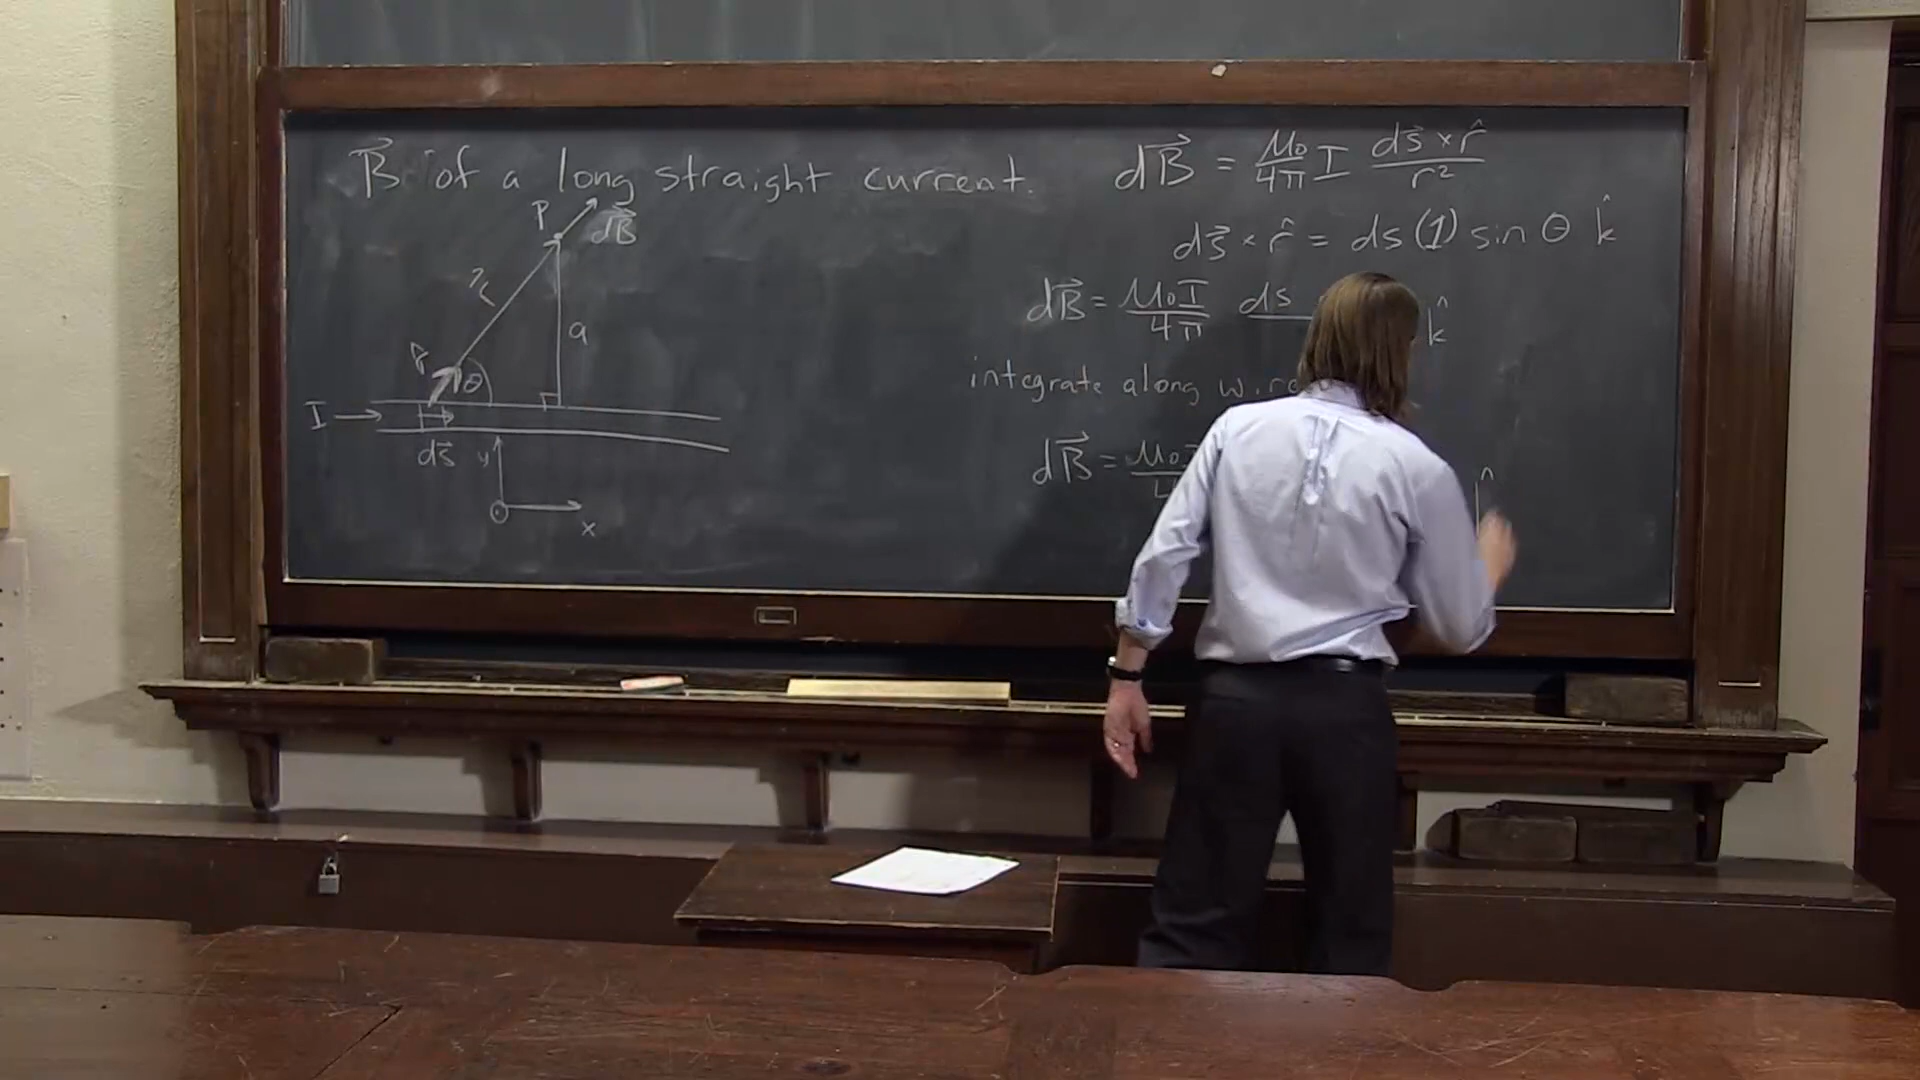 B⃗ of a long straight current.
P
dB⃗
r⃗
a
r̂
θ
I
ds⃗
y
x
dB⃗ = μ₀/4π I ds⃗ × r̂ / r²
ds⃗ × r̂ = ds (1) sin θ k̂
dB⃗ = μ₀I/4π ds k̂
integrate along wire
dB⃗ = μ₀